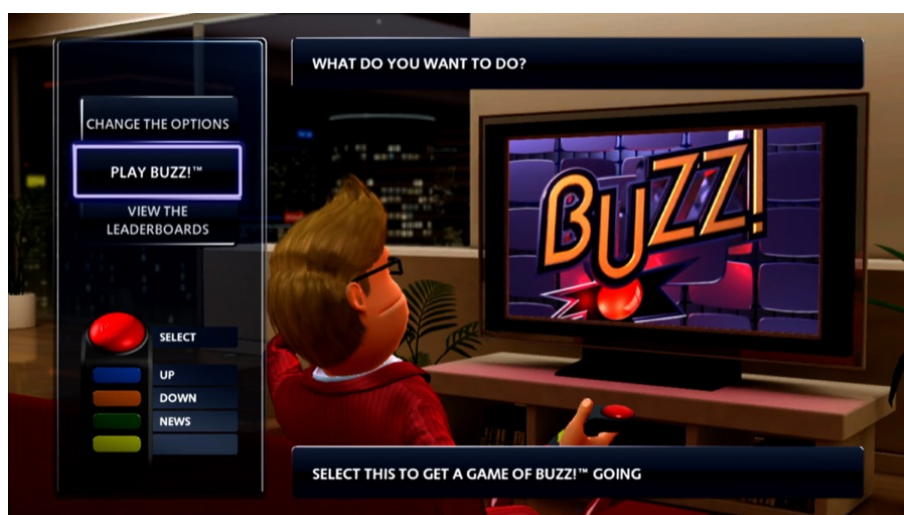 WHAT DO YOU WANT TO DO?
CHANGE THE OPTIONS
PLAY BUZZ!™
VIEW THE
LEADERBOARDS
SELECT
UP
DOWN
NEWS
BUZZ!
SELECT THIS TO GET A GAME OF BUZZ!™ GOING